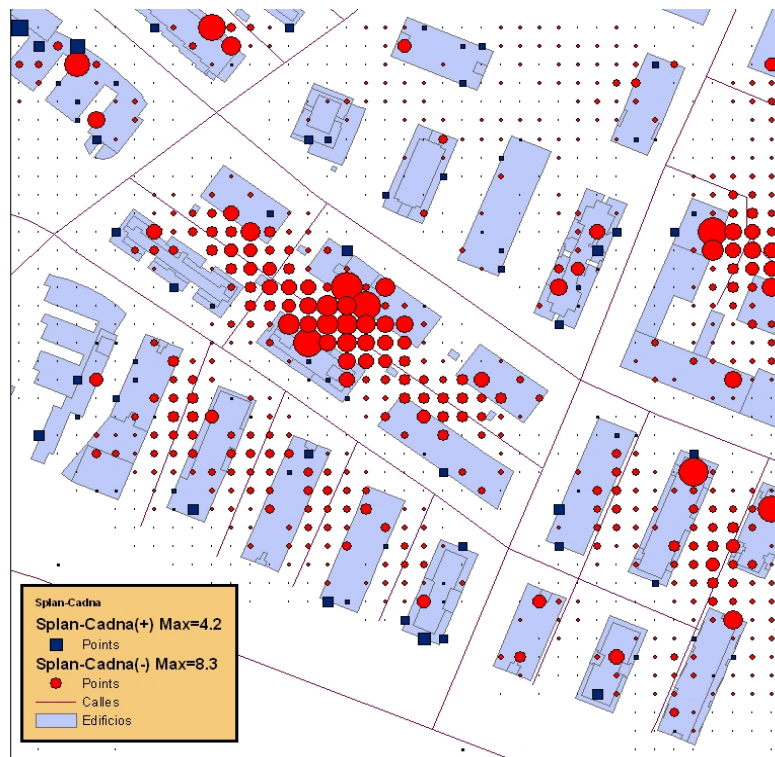 Splan-Cadna
Splan-Cadna(+) Max=4.2
Points
Splan-Cadna(-) Max=8.3
Points
Calles
Edificios